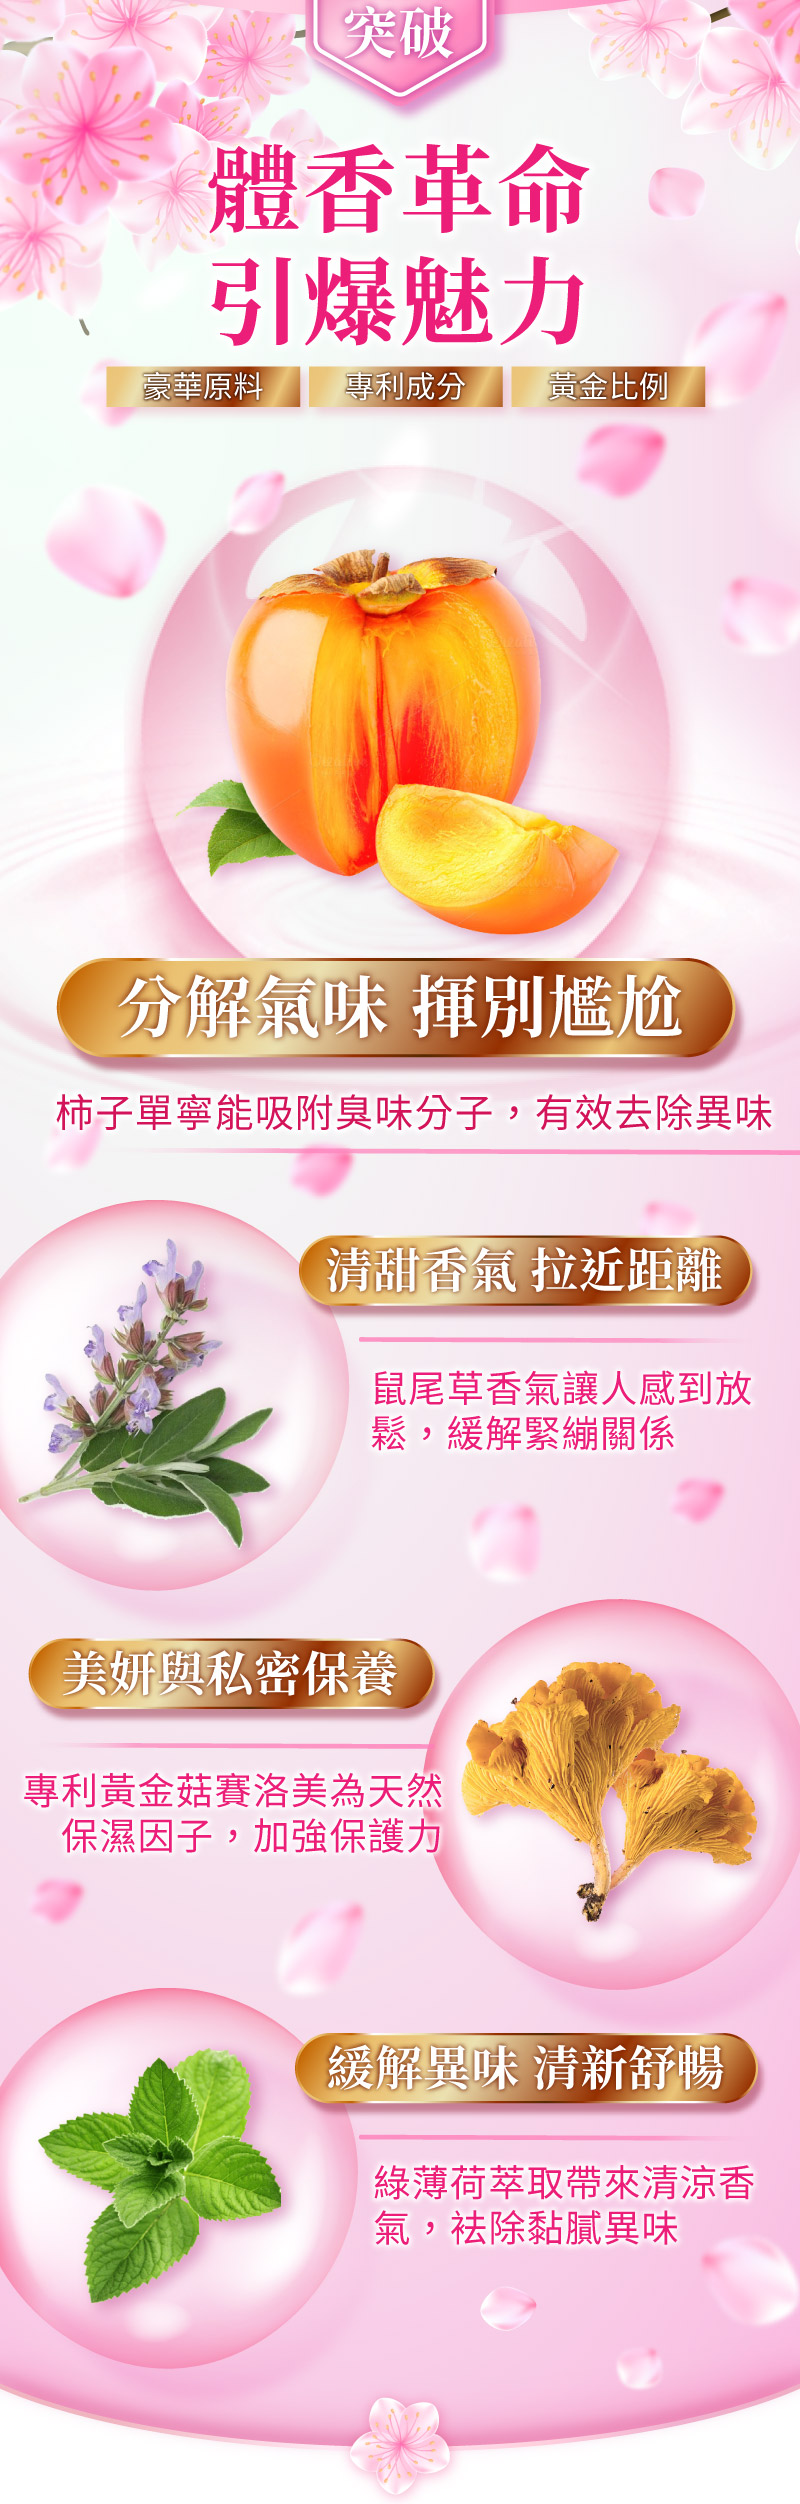 突破
體香革命
引爆魅力
豪華原料 專利成分 黃金比例
分解氣味 揮別尷尬
柿子單寧能吸附臭味分子，有效去除異味
清甜香氣 拉近距離
鼠尾草香氣讓人感到放
鬆，緩解緊繃關係
美妍與私密保養
專利黃金菇賽洛美為天然
保濕因子，加強保護力
緩解異味 清新舒暢
綠薄荷萃取帶來清涼香
氣，袪除黏膩異味